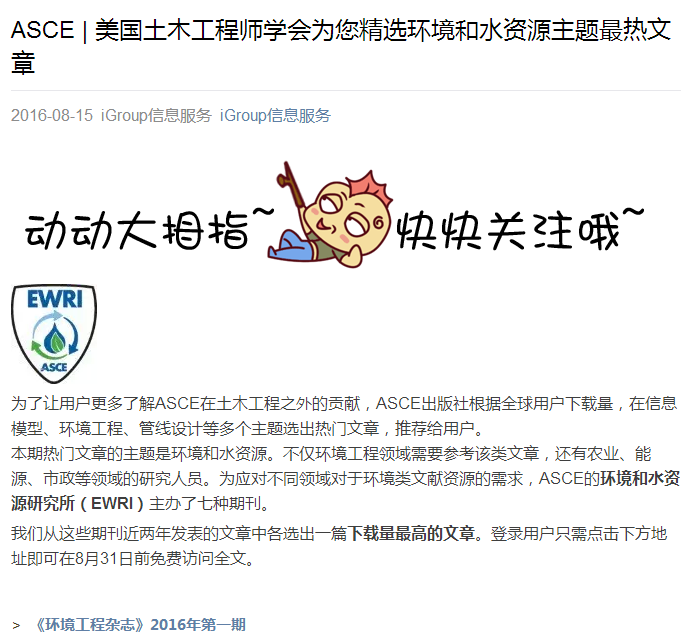 ASCE | 美国土木工程师学会为您精选环境和水资源主题最热文
章
2016-08-15 iGroup信息服务 iGroup信息服务
动动大拇指~ 快快关注哦~
EWRI
ASCE
为了让用户更多了解ASCE在土木工程之外的贡献，ASCE出版社根据全球用户下载量，在信息
模型、环境工程、管线设计等多个主题选出热门文章，推荐给用户。
本期热门文章的主题是环境和水资源。不仅环境工程领域需要参考该类文章，还有农业、能
源、市政等领域的研究人员。为应对不同领域对于环境类文献资源的需求，ASCE的环境和水资
源研究所（EWRI）主办了七种期刊。
我们从这些期刊近两年发表的文章中各选出一篇下载量最高的文章。登录用户只需点击下方地
址即可在8月31日前免费访问全文。
> 《环境工程杂志》2016年第一期